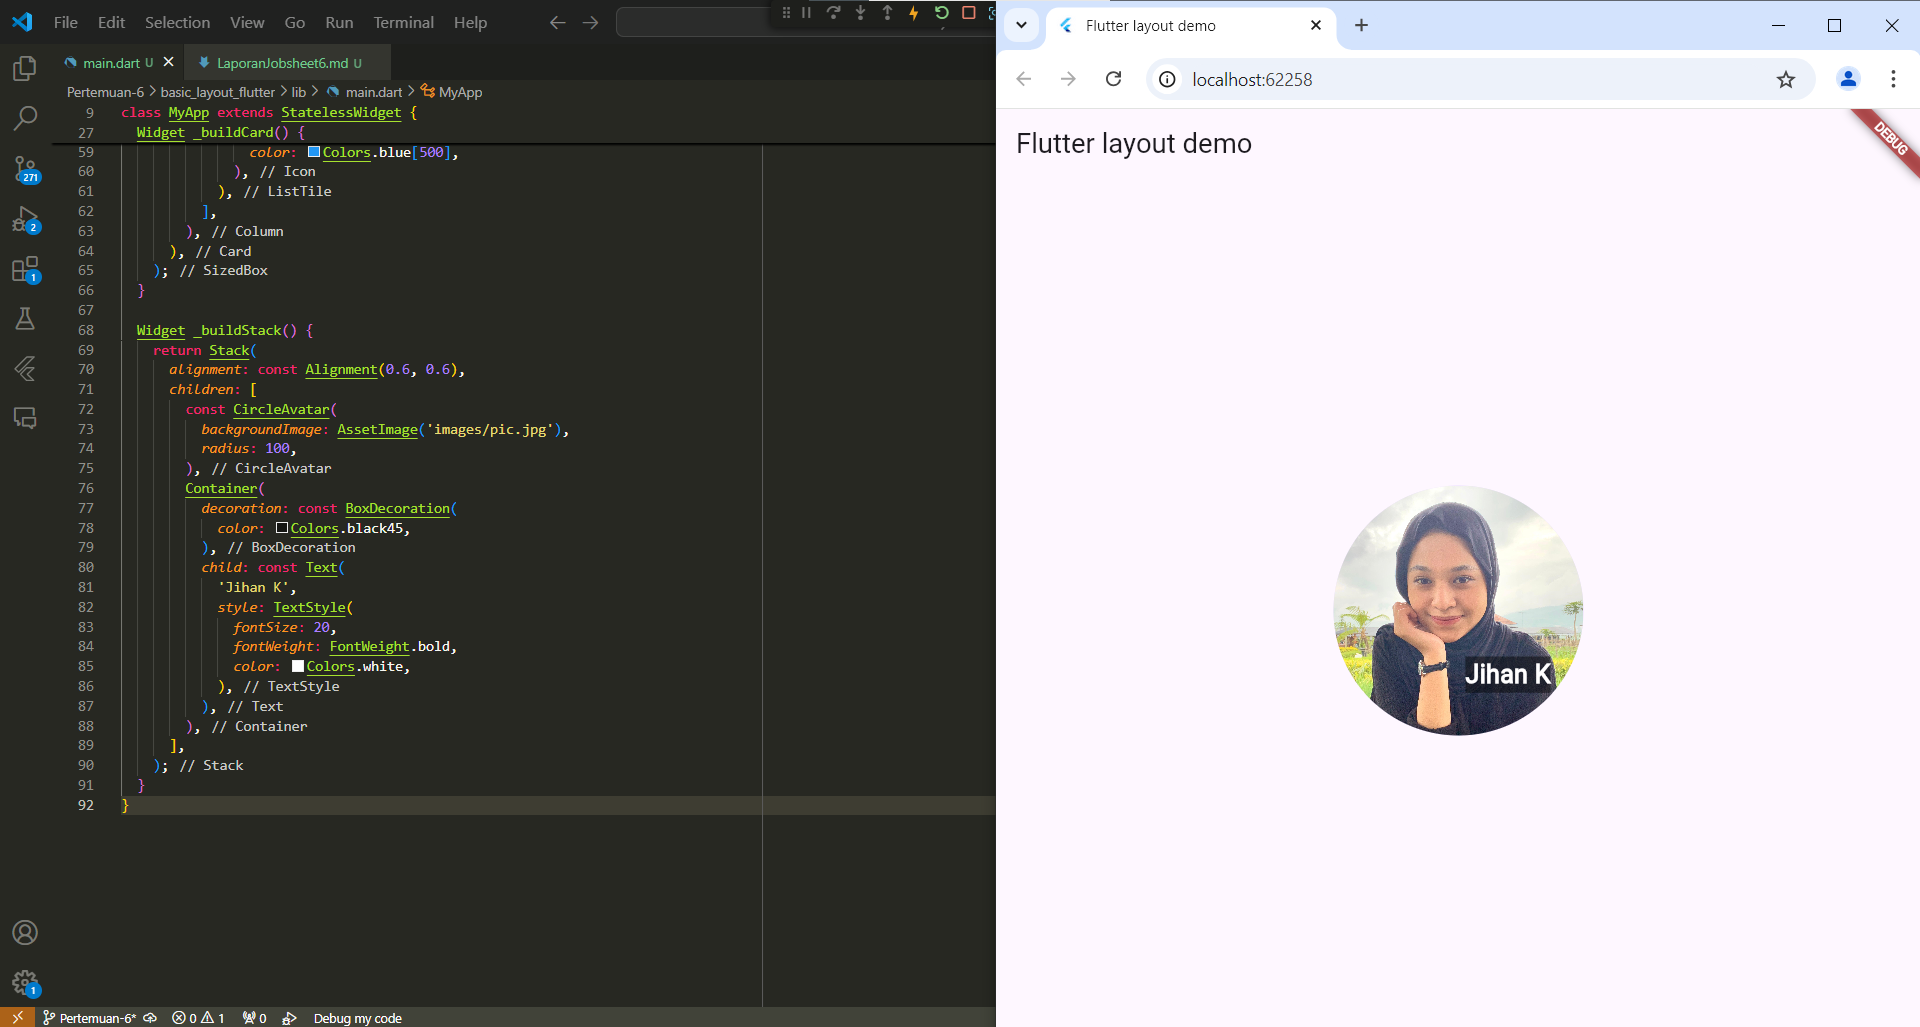 File Edit Selection View Go Run Terminal Help
main.dart U
LaporanJobsheet6.md U
Pertemuan-6 > basic_layout_flutter > lib > main.dart > MyApp
9 class MyApp extends StatelessWidget {
27 Widget _buildCard() {
59 color: Colors.blue[500],
60 ), // Icon
61 ), // ListTile
62 ],
63 ), // Column
64 ), // Card
65 ); // SizedBox
66 }
67
68 Widget _buildStack() {
69 return Stack(
70 alignment: const Alignment(0.6, 0.6),
71 children: [
72 const CircleAvatar(
73 backgroundImage: AssetImage('images/pic.jpg'),
74 radius: 100,
75 ), // CircleAvatar
76 Container(
77 decoration: const BoxDecoration(
78 color: Colors.black45,
79 ), // BoxDecoration
80 child: const Text(
81 'Jihan K',
82 style: TextStyle(
83 fontSize: 20,
84 fontWeight: FontWeight.bold,
85 color: Colors.white,
86 ), // TextStyle
87 ), // Text
88 ), // Container
89 ],
90 ); // Stack
91 }
92 }
271
2
1
1
Pertemuan-6* 0 1 0 Debug my code
Flutter layout demo
localhost:62258
Flutter layout demo
DEBUG
Jihan K